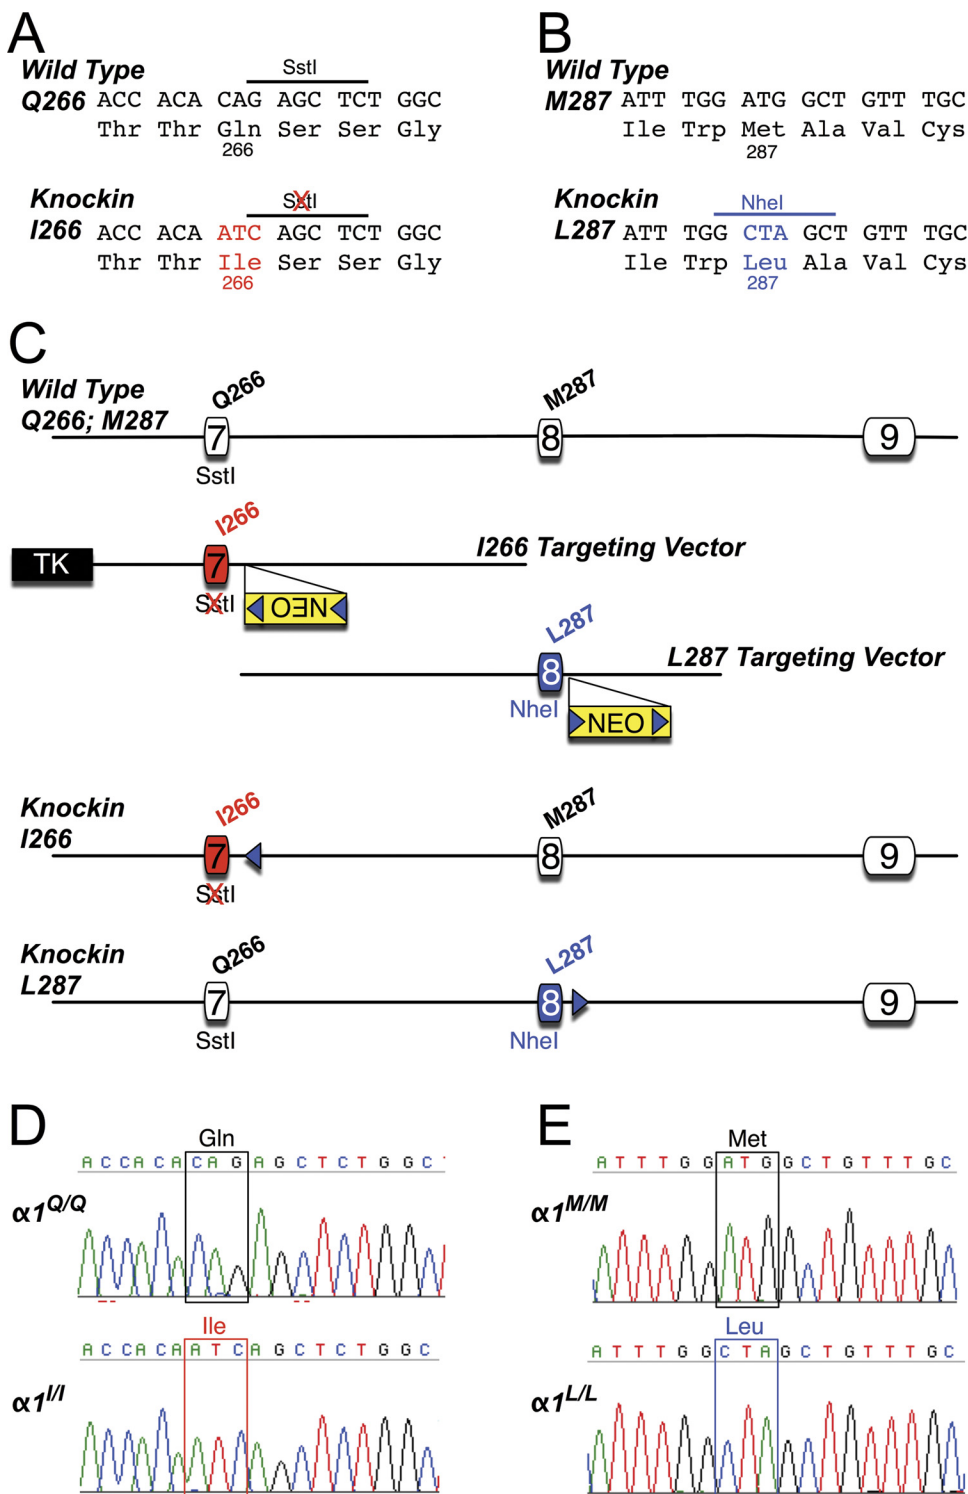 A
Wild Type
Q266
SstI
ACC ACA CAG AGC TCT GGC
Thr Thr Gln Ser Ser Gly
266
Knockin
I266
SstI
X
ACC ACA ATC AGC TCT GGC
Thr Thr Ile Ser Ser Gly
266
B
Wild Type
M287
ATT TGG ATG GCT GTT TGC
Ile Trp Met Ala Val Cys
287
Knockin
L287
NheI
ATT TGG CTA GCT GTT TGC
Ile Trp Leu Ala Val Cys
287
C
Wild Type
Q266; M287
Q266
M287
7
8
9
SstI
I266
I266 Targeting Vector
TK
7
SstI
X
NEO
L287
L287 Targeting Vector
8
NheI
NEO
Knockin
I266
I266
M287
7
8
9
SstI
X
Knockin
L287
Q266
L287
7
8
9
SstI
NheI
D
Gln
A C C A C A C A G A G C T C T G G C
α1Q/Q
Ile
A C C A C A A T C A G C T C T G G C
α1I/I
E
Met
A T T T G G A T G G C T G T T T G C
α1M/M
Leu
A T T T G G C T A G C T G T T T G C
α1L/L